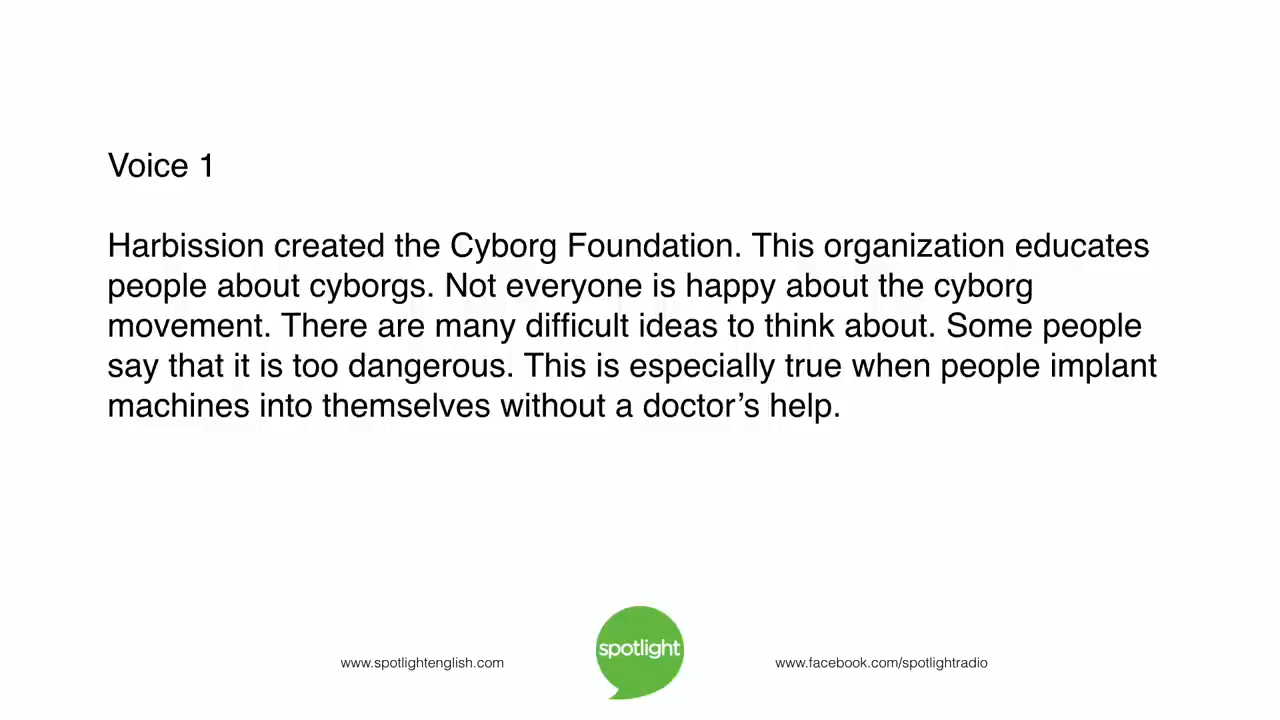 Voice 1
Harbission created the Cyborg Foundation. This organization educates
people about cyborgs. Not everyone is happy about the cyborg
movement. There are many difficult ideas to think about. Some people
say that it is too dangerous. This is especially true when people implant
machines into themselves without a doctor’s help.
www.spotlightenglish.com
spotlight
www.facebook.com/spotlightradio